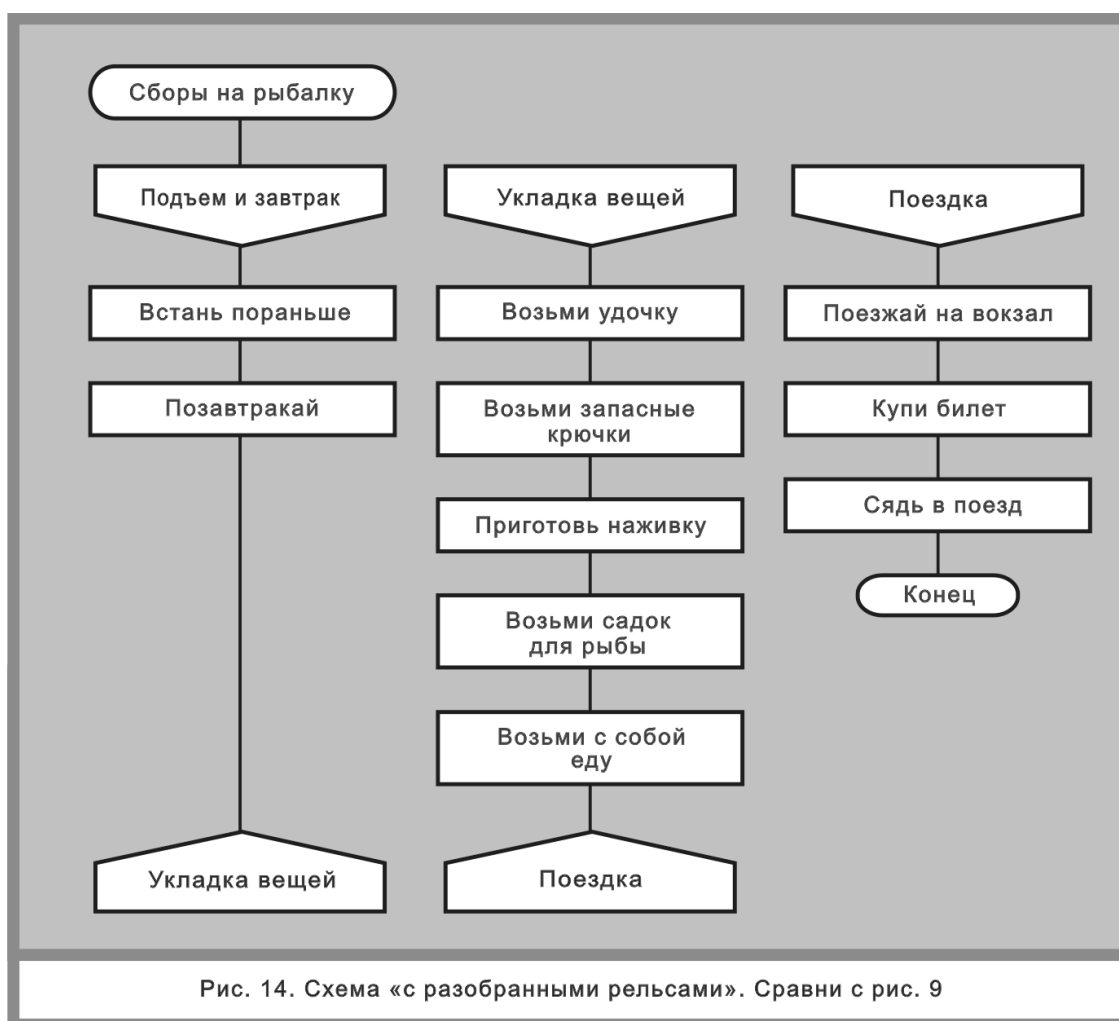 Сборы на рыбалку
Подъем и завтрак
Встань пораньше
Позавтракай
Укладка вещей
Укладка вещей
Возьми удочку
Возьми запасные
крючки
Приготовь наживку
Возьми садок
для рыбы
Возьми с собой
еду
Поездка
Поездка
Поезжай на вокзал
Купи билет
Сядь в поезд
Конец
Рис. 14. Схема «с разобранными рельсами». Сравни с рис. 9